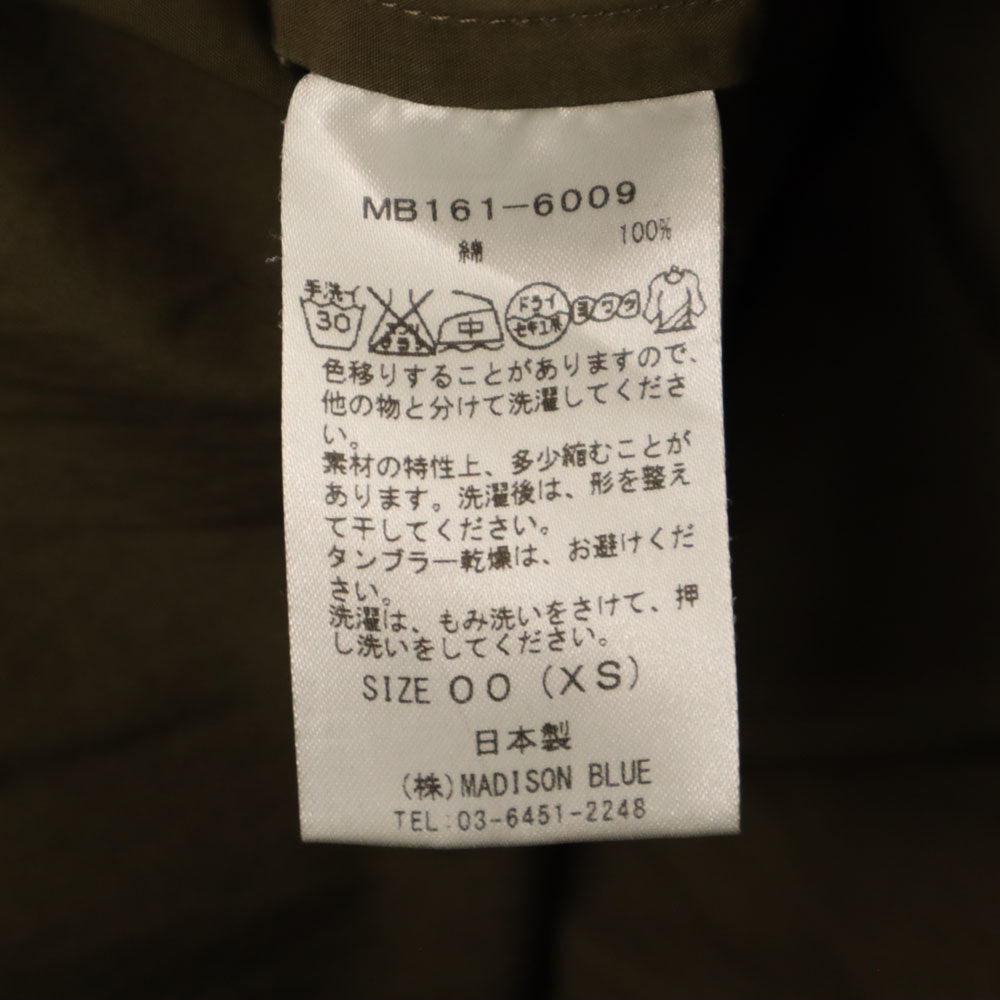 MB161-6009
綿 100%
手洗イ 30 エンソサラシ 中 ドライ セキユ系 ヨワク
色移りすることがありますので、
他の物と分けて洗濯してくださ
い。
素材の特性上、多少縮むことが
あります。洗濯後は、形を整え
て干してください。
タンブラー乾燥は、お避けくだ
さい。
洗濯は、もみ洗いをさけて、押
し洗いをしてください。
SIZE 00 (XS)
日本製
(株)MADISON BLUE
TEL:03-6451-2248